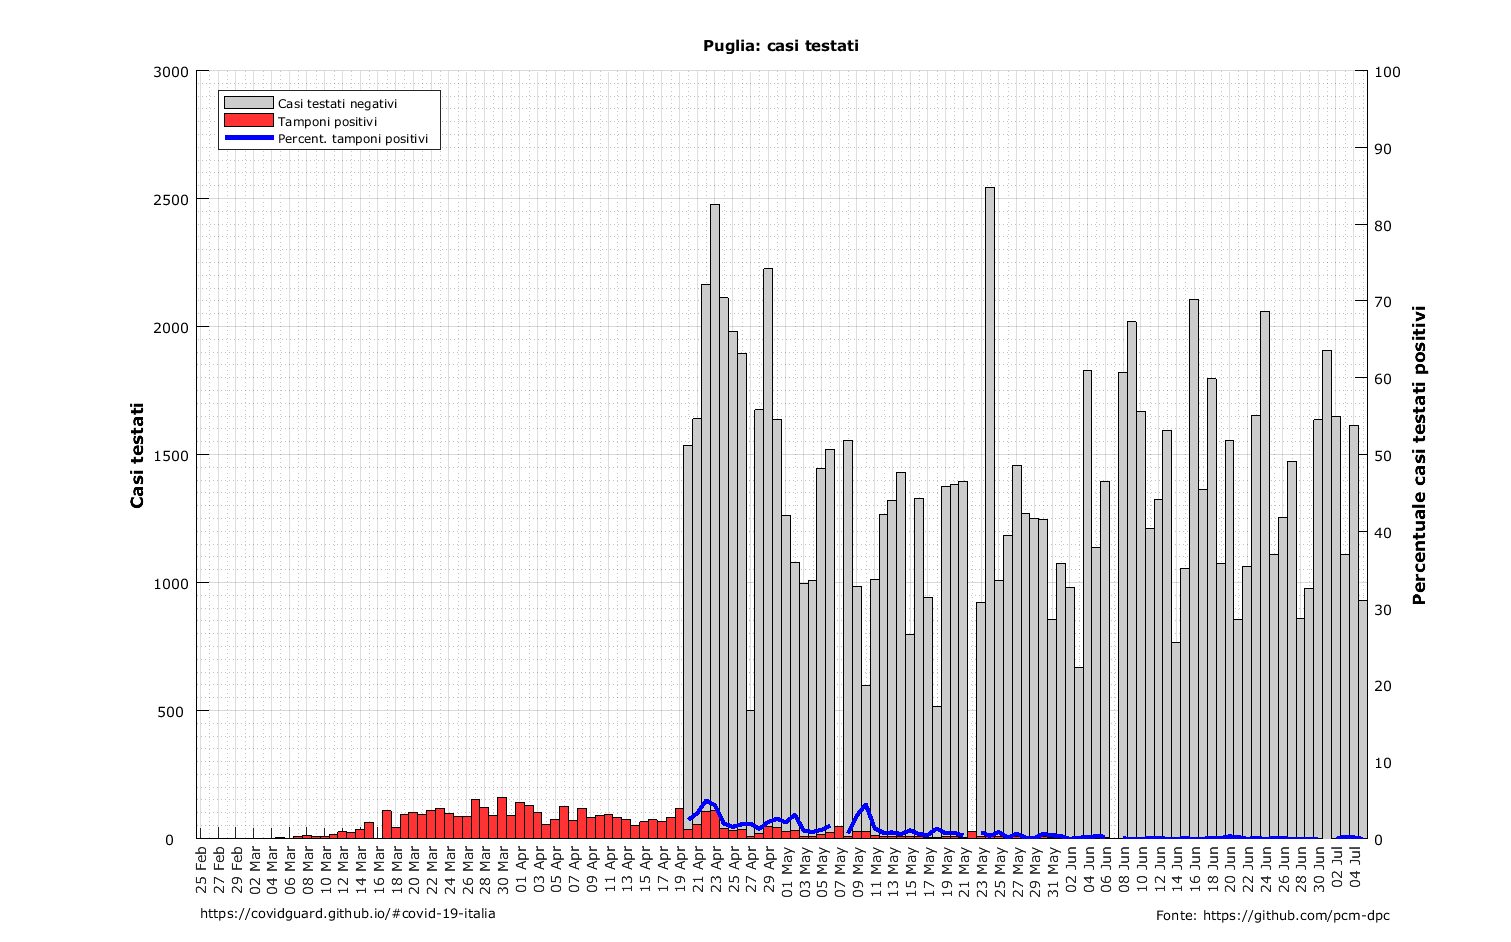 Puglia: casi testati
Casi testati negativi
Tamponi positivi
Percent. tamponi positivi
Casi testati
3000
2500
2000
1500
1000
500
0
100
90
80
70
60
50
40
30
20
10
0
Percentuale casi testati positivi
25 Feb
27 Feb
29 Feb
02 Mar
04 Mar
06 Mar
08 Mar
10 Mar
12 Mar
14 Mar
16 Mar
18 Mar
20 Mar
22 Mar
24 Mar
26 Mar
28 Mar
30 Mar
01 Apr
03 Apr
05 Apr
07 Apr
09 Apr
11 Apr
13 Apr
15 Apr
17 Apr
19 Apr
21 Apr
23 Apr
25 Apr
27 Apr
29 Apr
01 May
03 May
05 May
07 May
09 May
11 May
13 May
15 May
17 May
19 May
21 May
23 May
25 May
27 May
29 May
31 May
02 Jun
04 Jun
06 Jun
08 Jun
10 Jun
12 Jun
14 Jun
16 Jun
18 Jun
20 Jun
22 Jun
24 Jun
26 Jun
28 Jun
30 Jun
02 Jul
04 Jul
https://covidguard.github.io/#covid-19-italia
Fonte: https://github.com/pcm-dpc